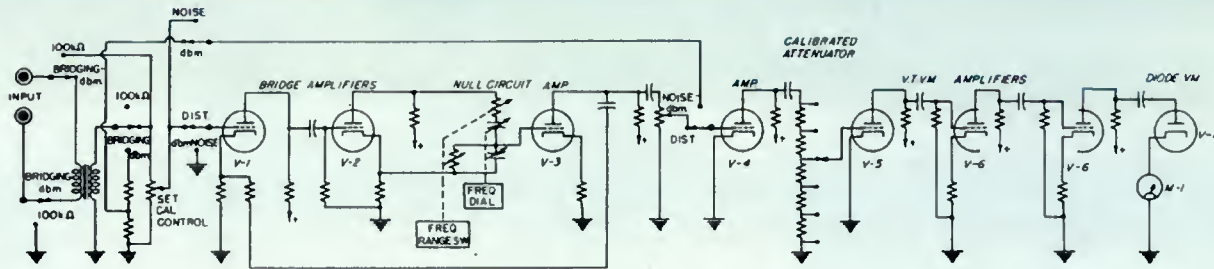 NOISE
100kΩ
BRIDGING
dbm
INPUT
100kΩ
BRIDGING
dbm
BRIDGING
dbm
100kΩ
SET
CAL
CONTROL
dbm
DIST.
dbm NOISE
BRIDGE AMPLIFIERS
V-1
V-2
NULL CIRCUIT
FREQ
DIAL
FREQ
RANGE SW
AMP
V-3
NOISE
dbm
DIST
AMP.
V-4
CALIBRATED
ATTENUATOR
V-5
V.T.V.M. AMPLIFIERS
V-6
V-6
DIODE VM
M-1